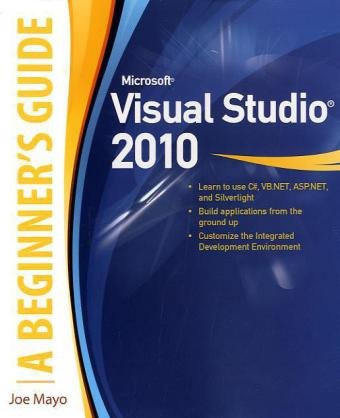 A BEGINNER'S GUIDE
Microsoft®
Visual Studio®
2010
• Learn to use C#, VB.NET, ASP.NET,
and Silverlight
• Build applications from the
ground up
• Customize the Integrated
Development Environment
Joe Mayo